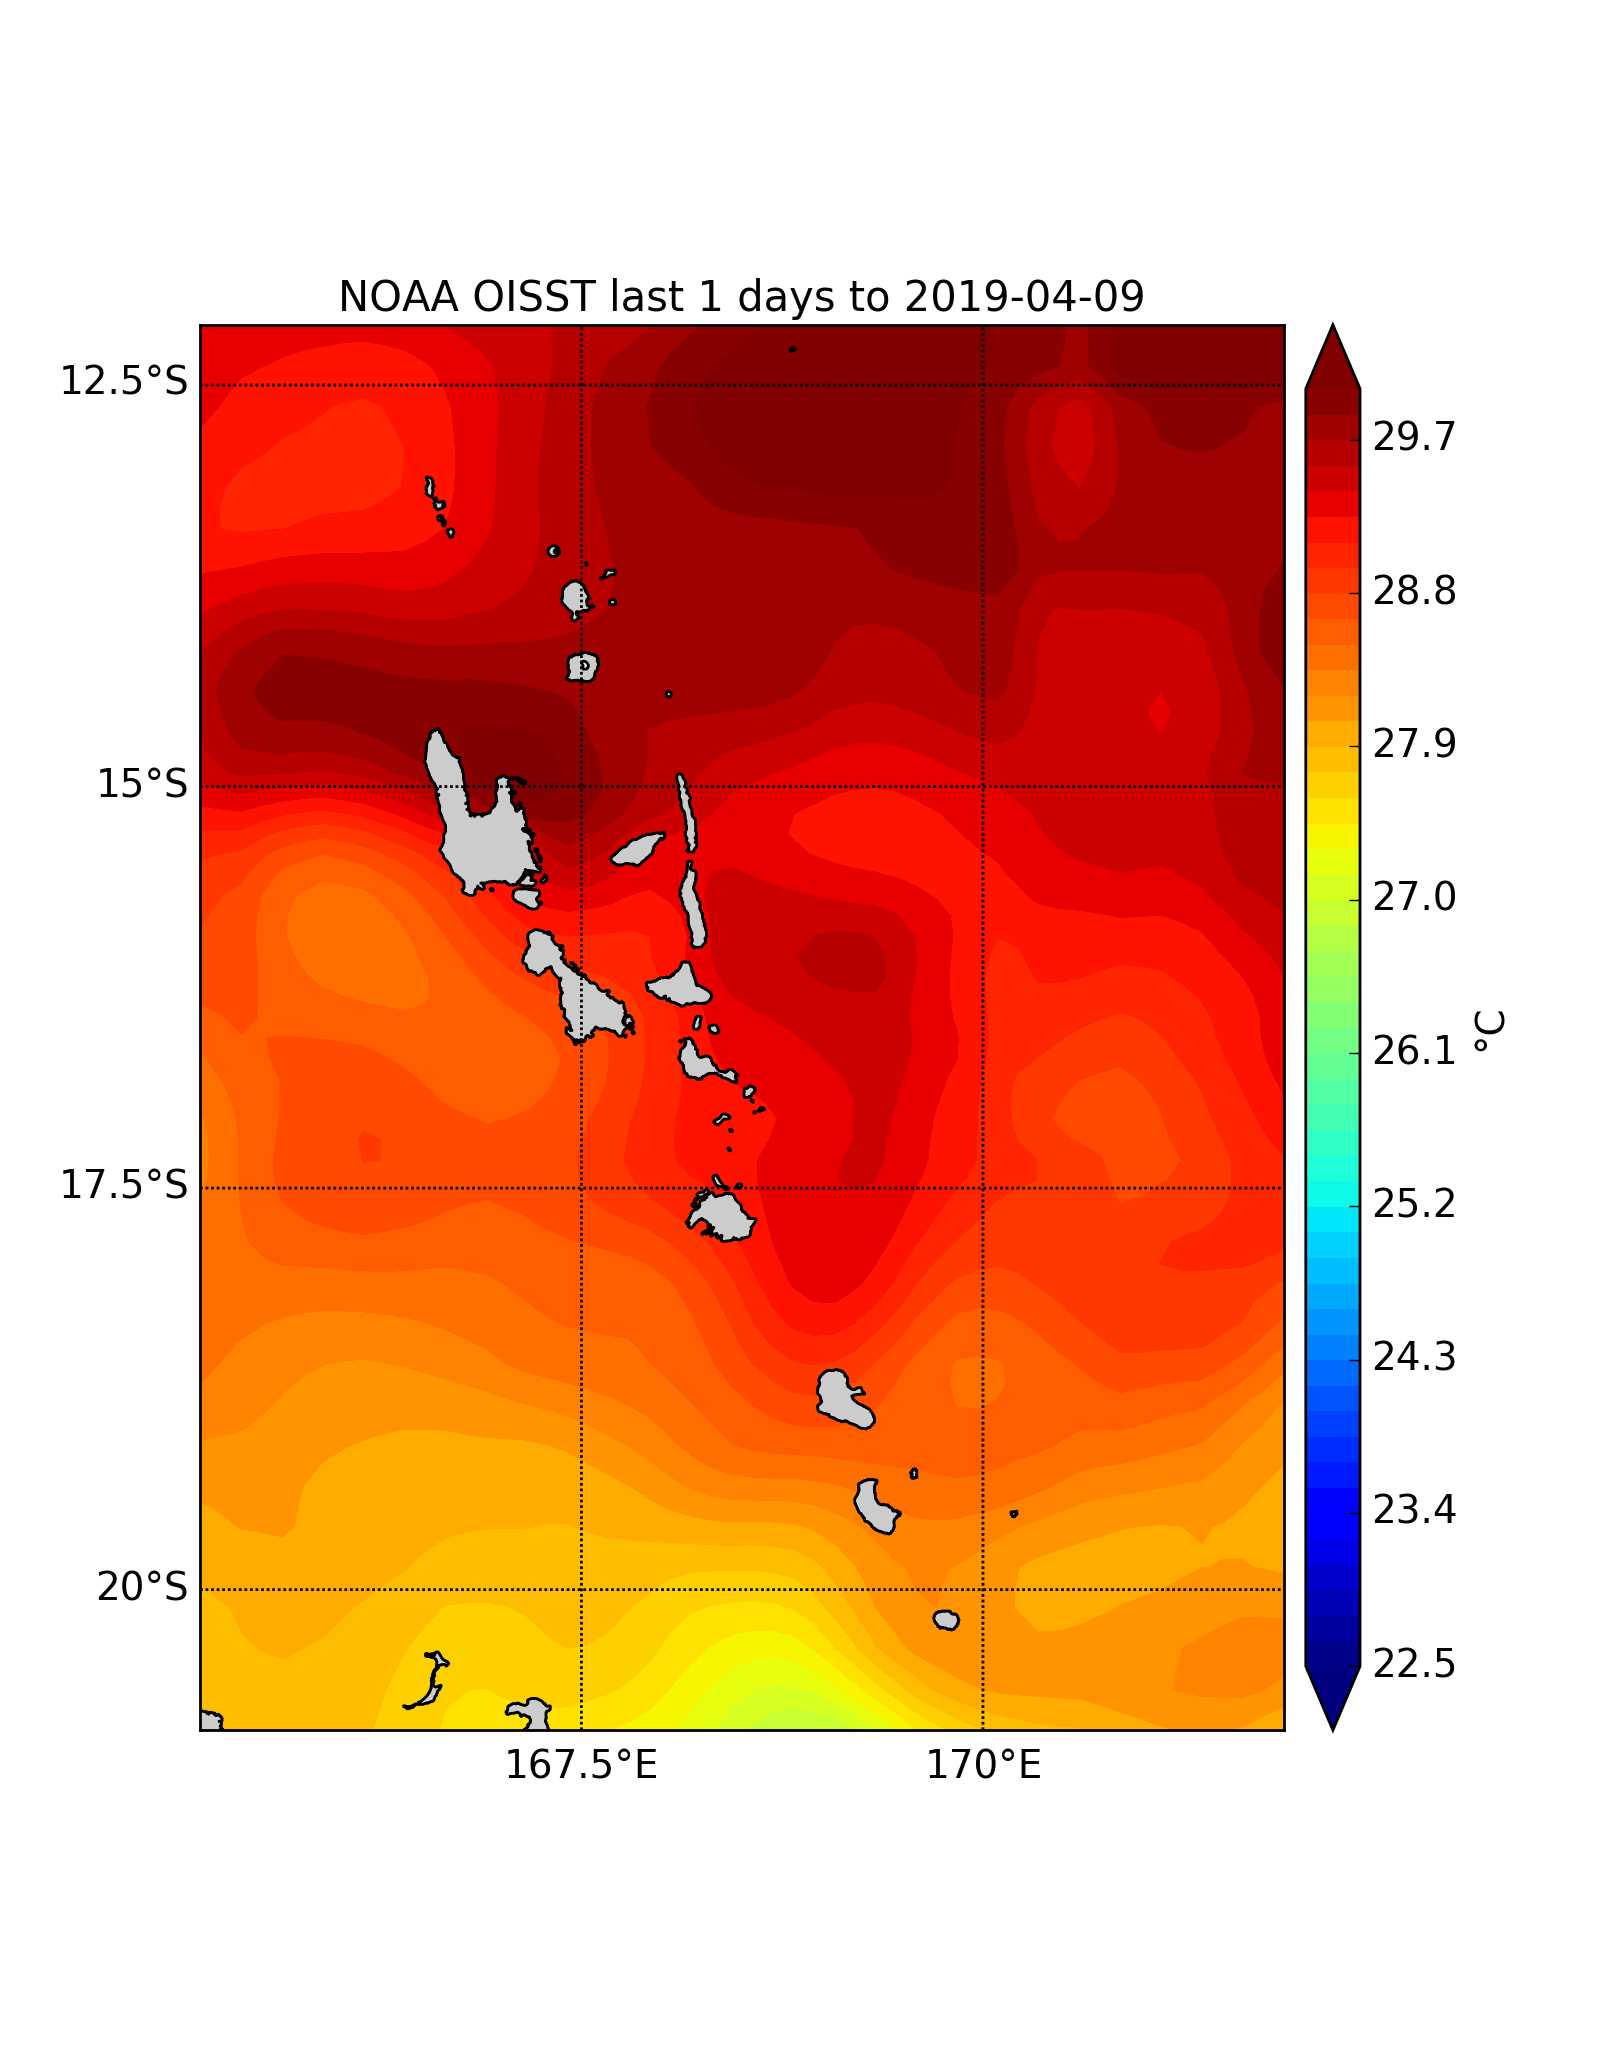 NOAA OISST last 1 days to 2019-04-09
12.5°S
15°S
17.5°S
20°S
167.5°E
170°E
29.7
28.8
27.9
27.0
26.1
25.2
24.3
23.4
22.5
°C